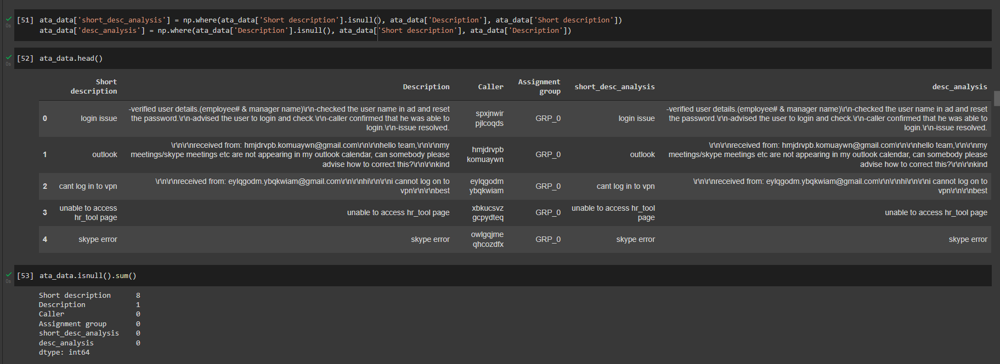 [51] ata_data['short_desc_analysis'] = np.where(ata_data['Short description'].isnull(), ata_data['Description'], ata_data['Short description'])
0s
ata_data['desc_analysis'] = np.where(ata_data['Description'].isnull(), ata_data['Short description'], ata_data['Description'])
[52] ata_data.head()
0s
Short description Description Caller Assignment group short_desc_analysis desc_analysis
0 login issue -verified user details.(employee# & manager name)\r\n-checked the user name in ad and reset the password.\r\n-advised the user to login and check.\r\n-caller confirmed that he was able to login.\r\n-issue resolved. spxjnwir pjlcoqds GRP_0 login issue -verified user details.(employee# & manager name)\r\n-checked the user name in ad and reset the password.\r\n-advised the user to login and check.\r\n-caller confirmed that he was able to login.\r\n-issue resolved.
1 outlook \r\n\r\nreceived from: hmjdrvpb.komuaywn@gmail.com\r\n\r\nhello team,\r\n\r\nmy meetings/skype meetings etc are not appearing in my outlook calendar, can somebody please advise how to correct this?\r\n\r\nkind hmjdrvpb komuaywn GRP_0 outlook \r\n\r\nreceived from: hmjdrvpb.komuaywn@gmail.com\r\n\r\nhello team,\r\n\r\nmy meetings/skype meetings etc are not appearing in my outlook calendar, can somebody please advise how to correct this?\r\n\r\nkind
2 cant log in to vpn \r\n\r\nreceived from: eylqgodm.ybqkwiam@gmail.com\r\n\r\nhi\r\n\r\ni cannot log on to vpn\r\n\r\nbest eylqgodm ybqkwiam GRP_0 cant log in to vpn \r\n\r\nreceived from: eylqgodm.ybqkwiam@gmail.com\r\n\r\nhi\r\n\r\ni cannot log on to vpn\r\n\r\nbest
3 unable to access hr_tool page unable to access hr_tool page xbkucsvz gcpydteq GRP_0 unable to access hr_tool page unable to access hr_tool page
4 skype error skype error owlgqjme qhcozdfx GRP_0 skype error skype error
[53] ata_data.isnull().sum()
0s
Short description 8
Description 1
Caller 0
Assignment group 0
short_desc_analysis 0
desc_analysis 0
dtype: int64